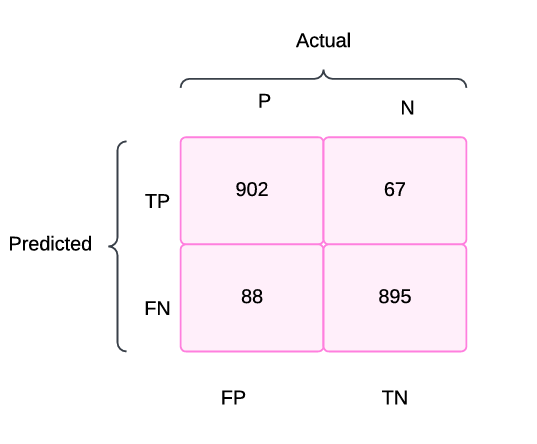 Actual
P N
TP 902 67
Predicted
FN 88 895
FP TN